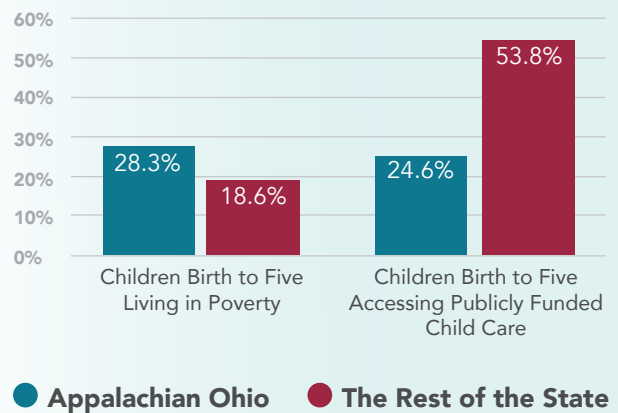 60%
50%
40%
30%
20%
10%
0%
28.3%
18.6%
24.6%
53.8%
Children Birth to Five
Living in Poverty
Children Birth to Five
Accessing Publicly Funded
Child Care
Appalachian Ohio
The Rest of the State